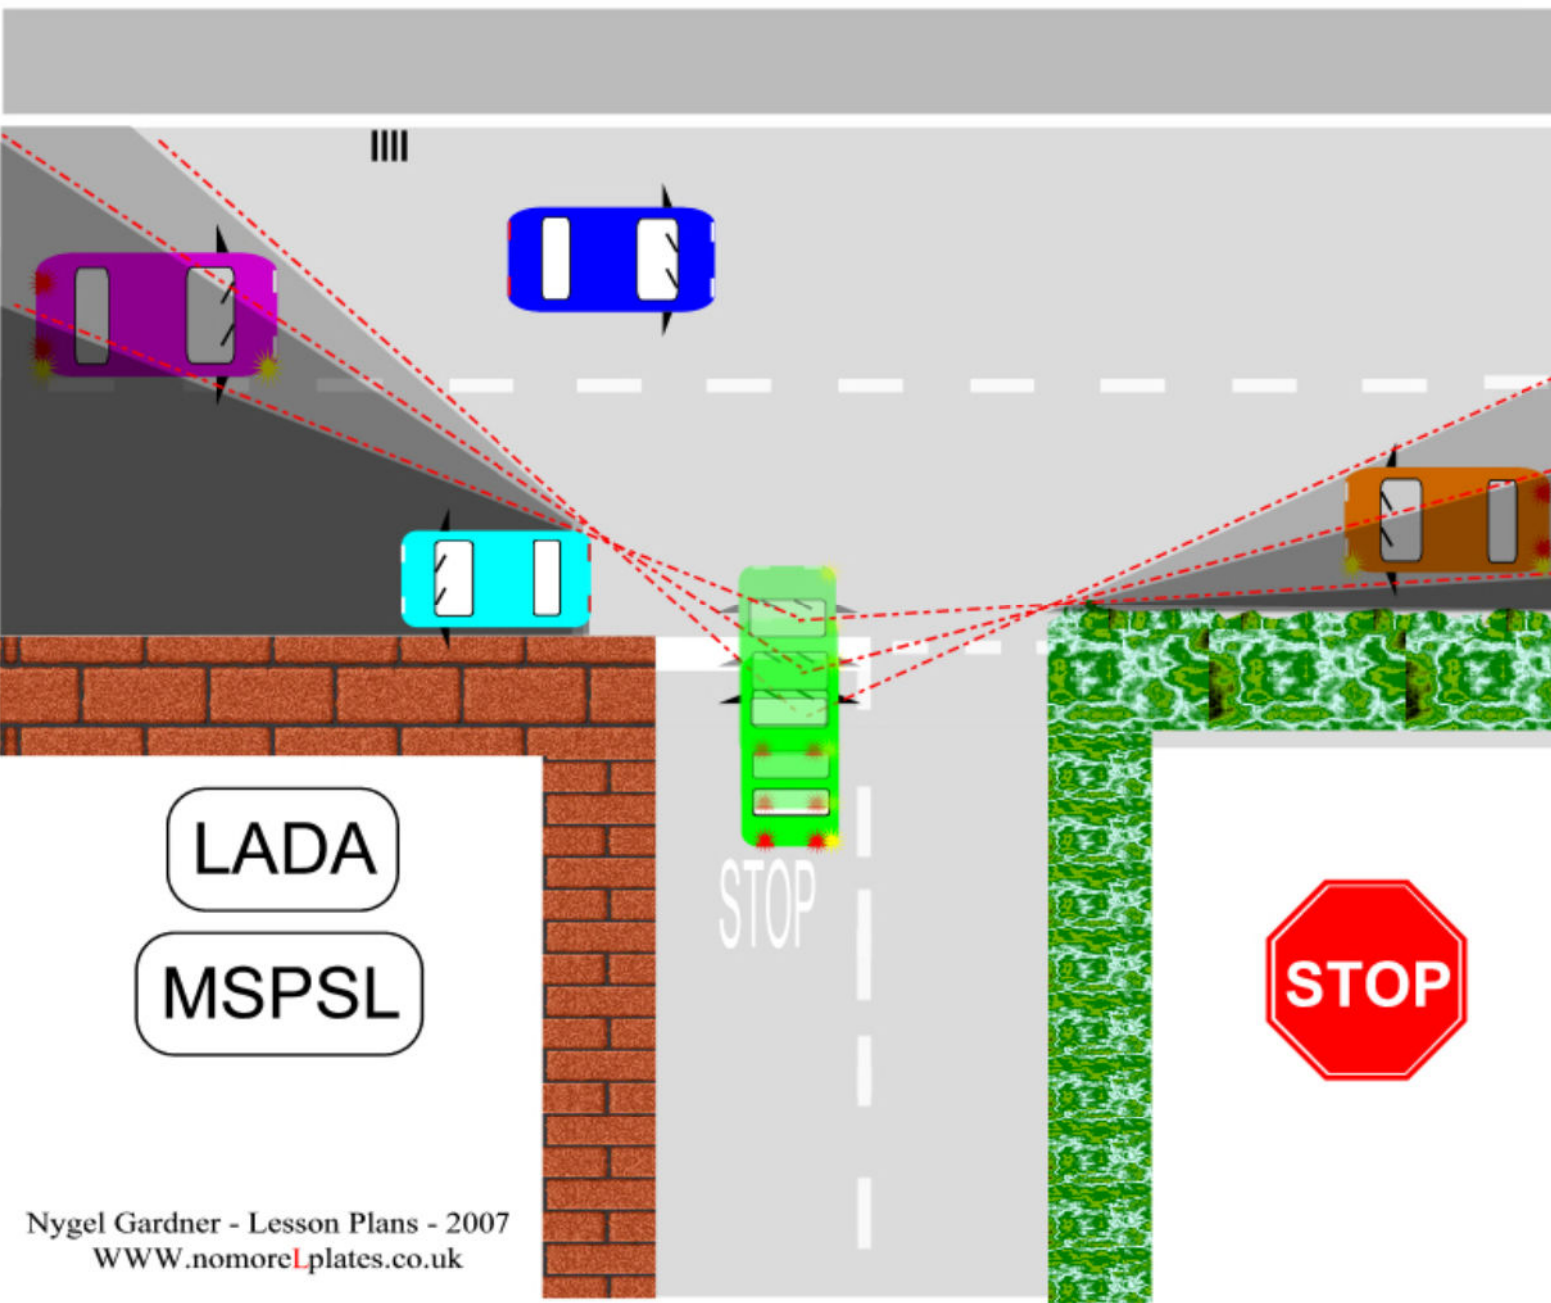 LADA
MSPSL
STOP
STOP
Nygel Gardner - Lesson Plans - 2007
WWW.nomoreLplates.co.uk